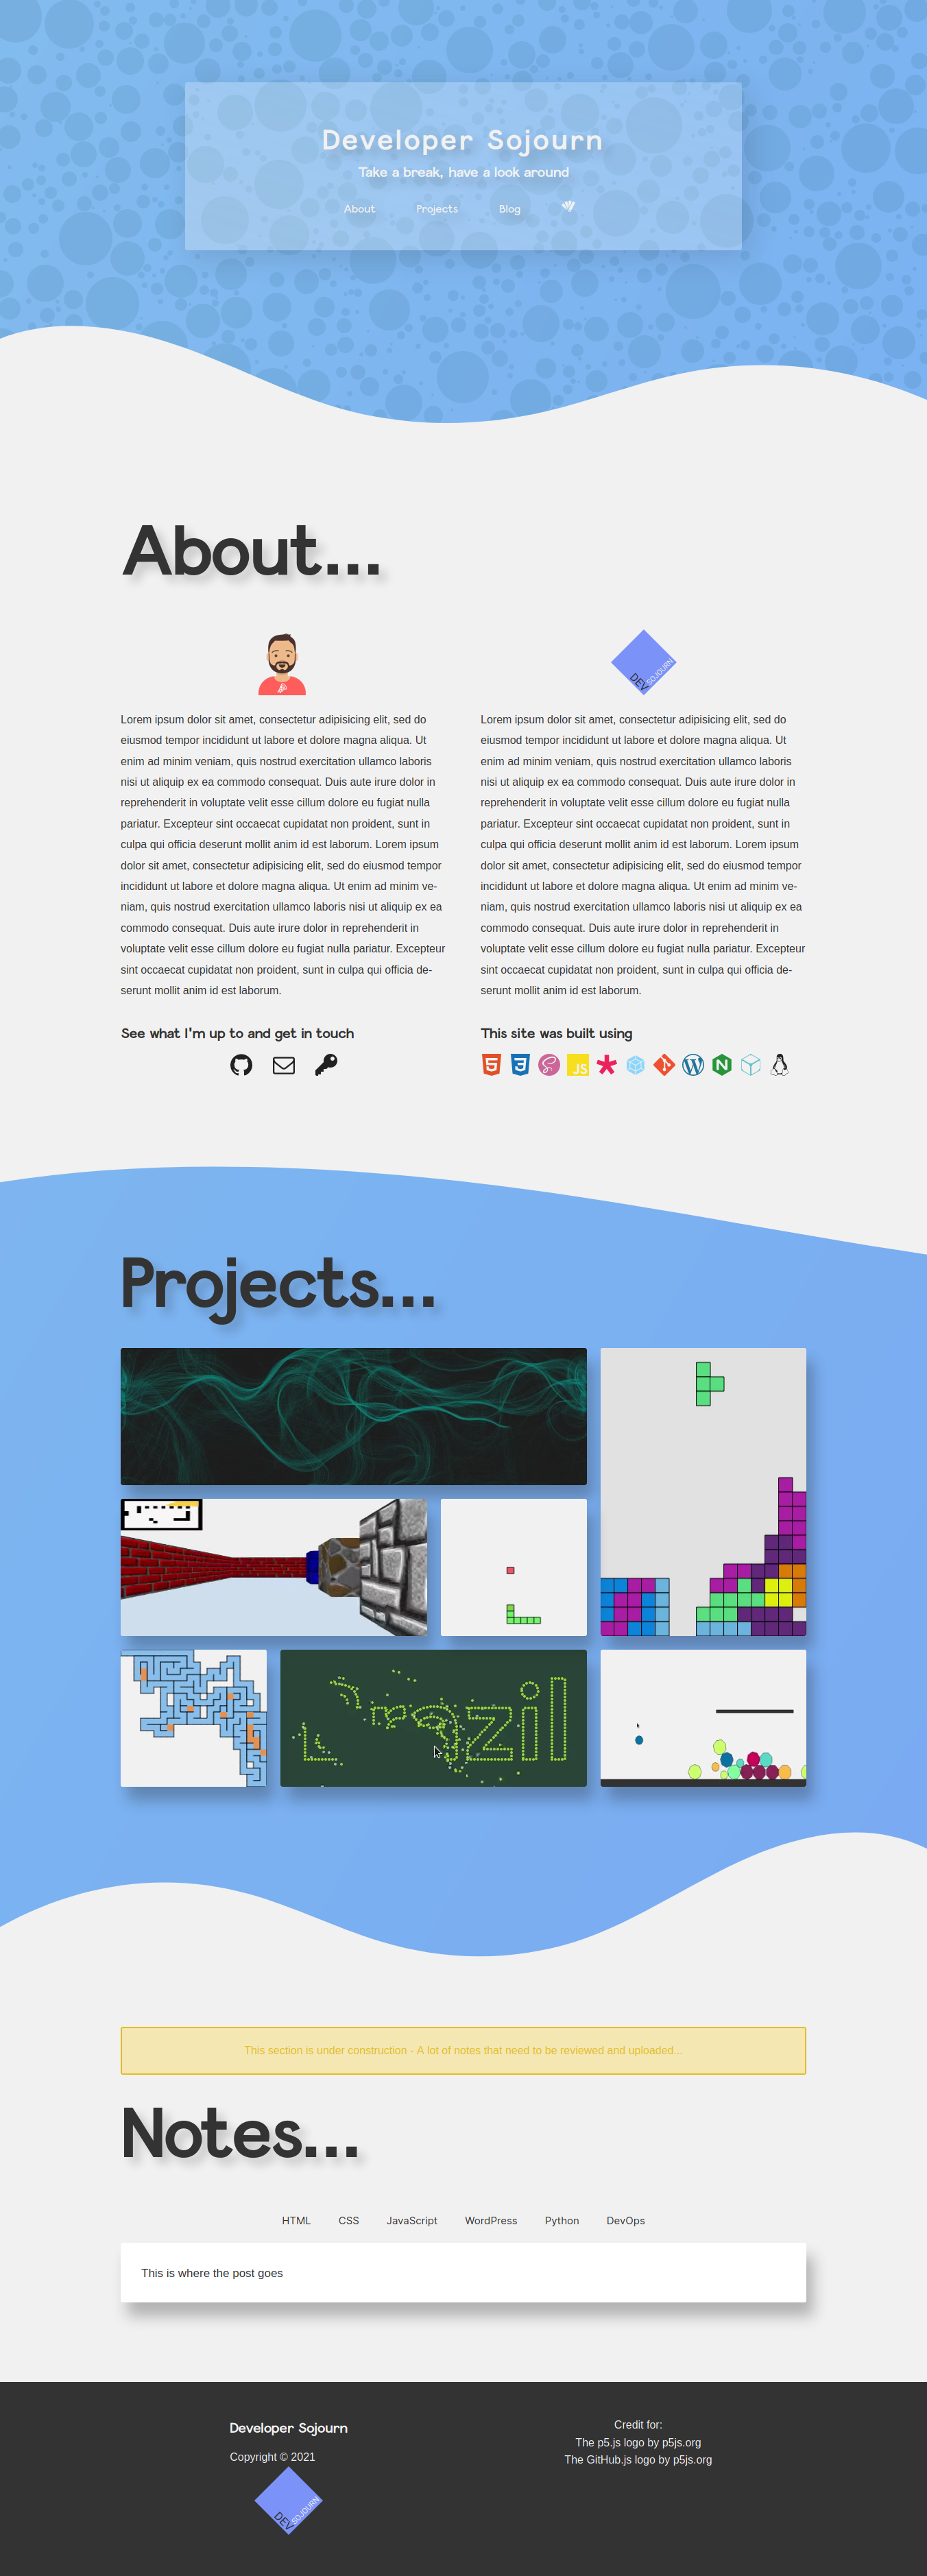 Developer Sojourn
Take a break, have a look around
About
Projects
Blog
About...
DEV
SOJOURN
Lorem ipsum dolor sit amet, consectetur adipisicing elit, sed do
eiusmod tempor incididunt ut labore et dolore magna aliqua. Ut
enim ad minim veniam, quis nostrud exercitation ullamco laboris
nisi ut aliquip ex ea commodo consequat. Duis aute irure dolor in
reprehenderit in voluptate velit esse cillum dolore eu fugiat nulla
pariatur. Excepteur sint occaecat cupidatat non proident, sunt in
culpa qui officia deserunt mollit anim id est laborum. Lorem ipsum
dolor sit amet, consectetur adipisicing elit, sed do eiusmod tempor
incididunt ut labore et dolore magna aliqua. Ut enim ad minim ve-
niam, quis nostrud exercitation ullamco laboris nisi ut aliquip ex ea
commodo consequat. Duis aute irure dolor in reprehenderit in
voluptate velit esse cillum dolore eu fugiat nulla pariatur. Excepteur
sint occaecat cupidatat non proident, sunt in culpa qui officia de-
serunt mollit anim id est laborum.
See what I'm up to and get in touch
Lorem ipsum dolor sit amet, consectetur adipisicing elit, sed do
eiusmod tempor incididunt ut labore et dolore magna aliqua. Ut
enim ad minim veniam, quis nostrud exercitation ullamco laboris
nisi ut aliquip ex ea commodo consequat. Duis aute irure dolor in
reprehenderit in voluptate velit esse cillum dolore eu fugiat nulla
pariatur. Excepteur sint occaecat cupidatat non proident, sunt in
culpa qui officia deserunt mollit anim id est laborum. Lorem ipsum
dolor sit amet, consectetur adipisicing elit, sed do eiusmod tempor
incididunt ut labore et dolore magna aliqua. Ut enim ad minim ve-
niam, quis nostrud exercitation ullamco laboris nisi ut aliquip ex ea
commodo consequat. Duis aute irure dolor in reprehenderit in
voluptate velit esse cillum dolore eu fugiat nulla pariatur. Excepteur
sint occaecat cupidatat non proident, sunt in culpa qui officia de-
serunt mollit anim id est laborum.
This site was built using
JS
Projects...
This section is under construction - A lot of notes that need to be reviewed and uploaded...
Notes...
HTML
CSS
JavaScript
WordPress
Python
DevOps
This is where the post goes
Developer Sojourn
Copyright © 2021
DEV
SOJOURN
Credit for:
The p5.js logo by p5js.org
The GitHub.js logo by p5js.org